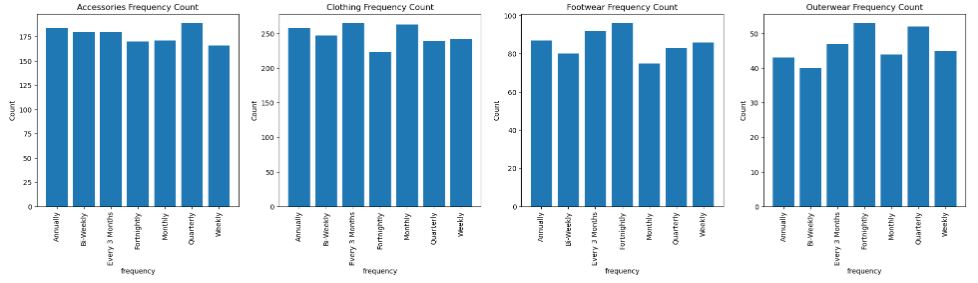 Accessories Frequency Count
Count
175
150
125
100
75
50
25
0
Annually
Bi-Weekly
Every 3 Months
Fortnightly
Monthly
Quarterly
Weekly
frequency
Clothing Frequency Count
Count
250
200
150
100
50
0
Annually
Bi-Weekly
Every 3 Months
Fortnightly
Monthly
Quarterly
Weekly
frequency
Footwear Frequency Count
Count
100
80
60
40
20
0
Annually
Bi-Weekly
Every 3 Months
Fortnightly
Monthly
Quarterly
Weekly
frequency
Outerwear Frequency Count
Count
50
40
30
20
10
0
Annually
Bi-Weekly
Every 3 Months
Fortnightly
Monthly
Quarterly
Weekly
frequency